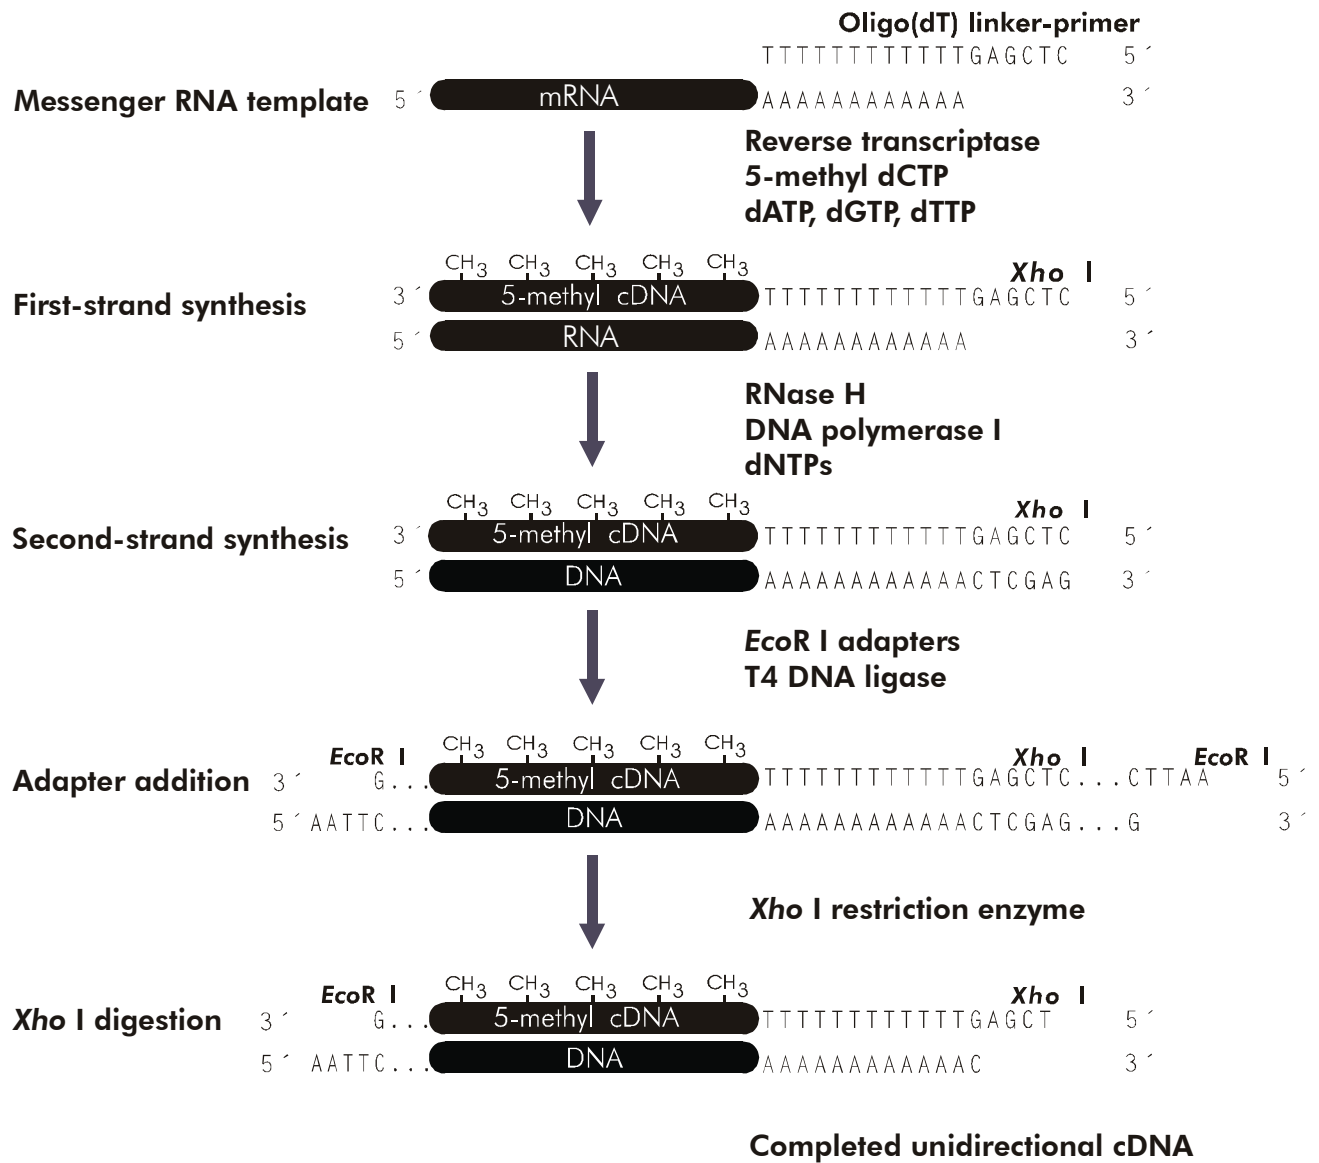 Oligo(dT) linker-primer
TTTTTTTTTTTTGAGCTC 5´
Messenger RNA template 5´ mRNA AAAAAAAAAAAA 3´
Reverse transcriptase
5-methyl dCTP
dATP, dGTP, dTTP
CH3 CH3 CH3 CH3 CH3 Xho I
First-strand synthesis 3´ 5-methyl cDNA TTTTTTTTTTTTGAGCTC 5´
5´ RNA AAAAAAAAAAAA 3´
RNase H
DNA polymerase I
dNTPs
CH3 CH3 CH3 CH3 CH3 Xho I
Second-strand synthesis 3´ 5-methyl cDNA TTTTTTTTTTTTGAGCTC 5´
5´ DNA AAAAAAAAAAAACTCGAG 3´
EcoR I adapters
T4 DNA ligase
EcoR I CH3 CH3 CH3 CH3 CH3 Xho I EcoR I
Adapter addition 3´ G... 5-methyl cDNA TTTTTTTTTTTTGAGCTC...CTTAA 5´
5´AATTC... DNA AAAAAAAAAAAACTCGAG...G 3´
Xho I restriction enzyme
EcoR I CH3 CH3 CH3 CH3 CH3 Xho I
Xho I digestion 3´ G... 5-methyl cDNA TTTTTTTTTTTTGAGCT 5´
5´ AATTC... DNA AAAAAAAAAAAAC 3´
Completed unidirectional cDNA